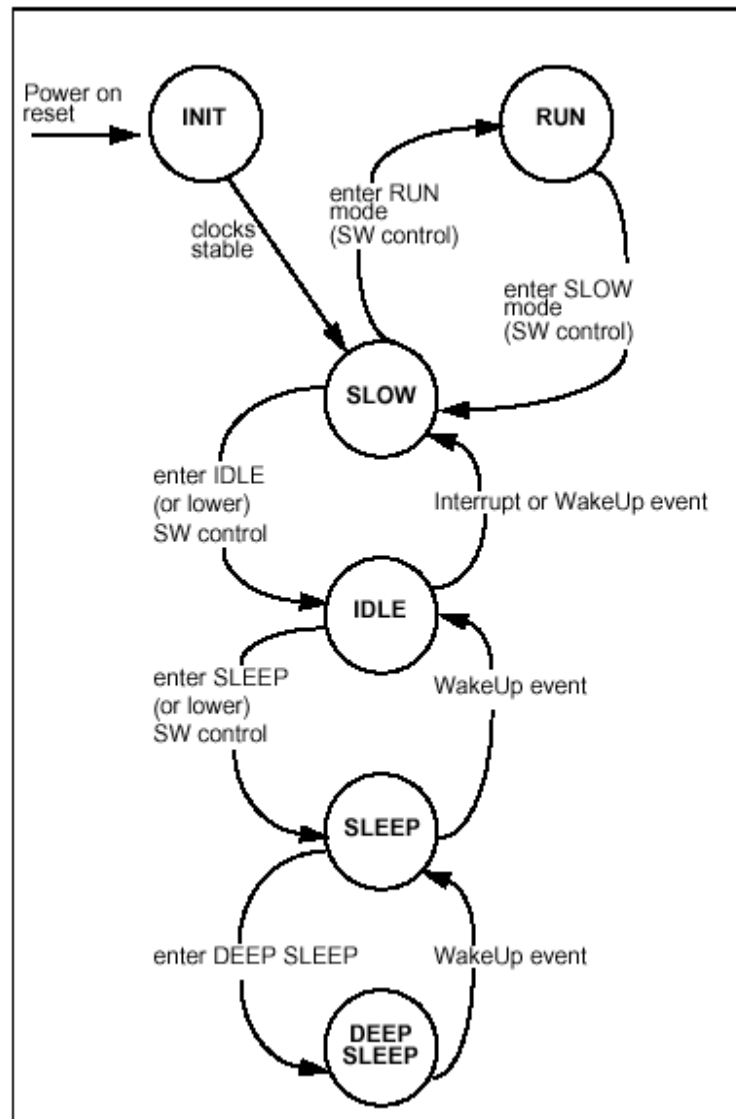 Power on
reset
INIT
RUN
clocks
stable
enter RUN
mode
(SW control)
enter SLOW
mode
(SW control)
SLOW
enter IDLE
(or lower)
SW control
Interrupt or WakeUp event
IDLE
enter SLEEP
(or lower)
SW control
WakeUp event
SLEEP
enter DEEP SLEEP
WakeUp event
DEEP
SLEEP